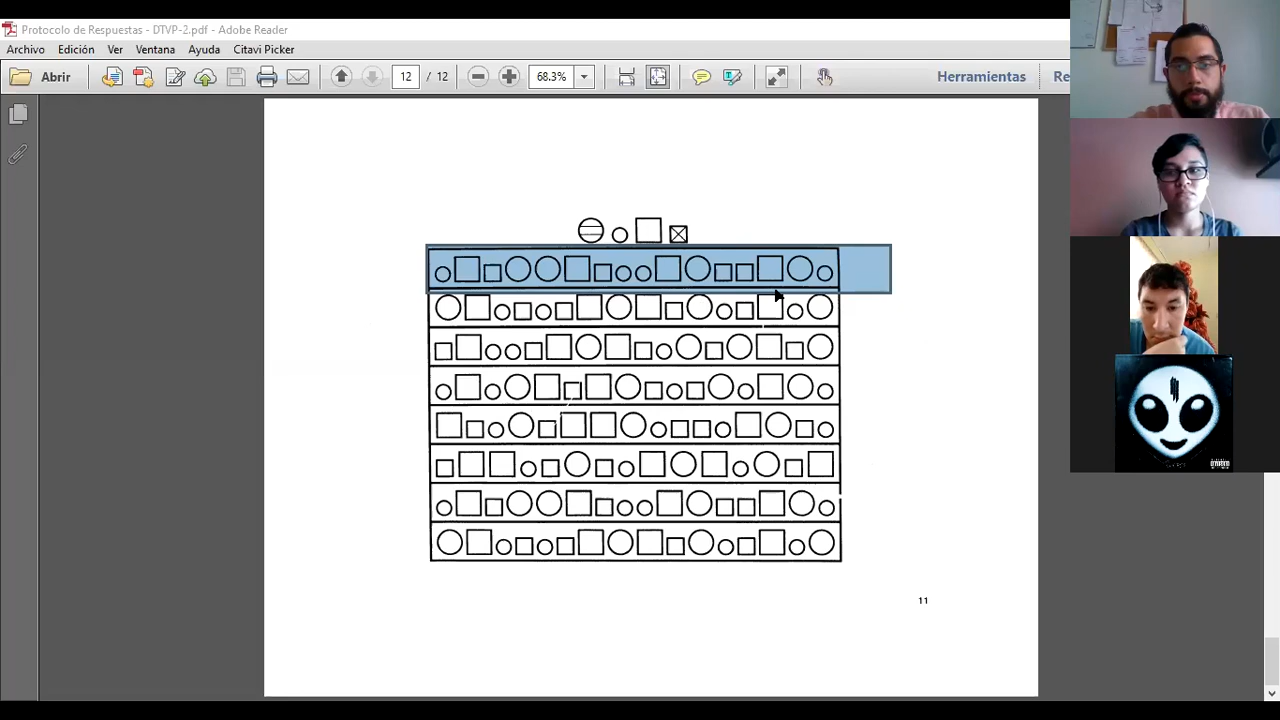 Protocolo de Respuestas - DTVP-2.pdf - Adobe Reader
Archivo Edición Ver Ventana Ayuda Citavi Picker
Abrir 12 / 12 68.3% Herramientas Re
11